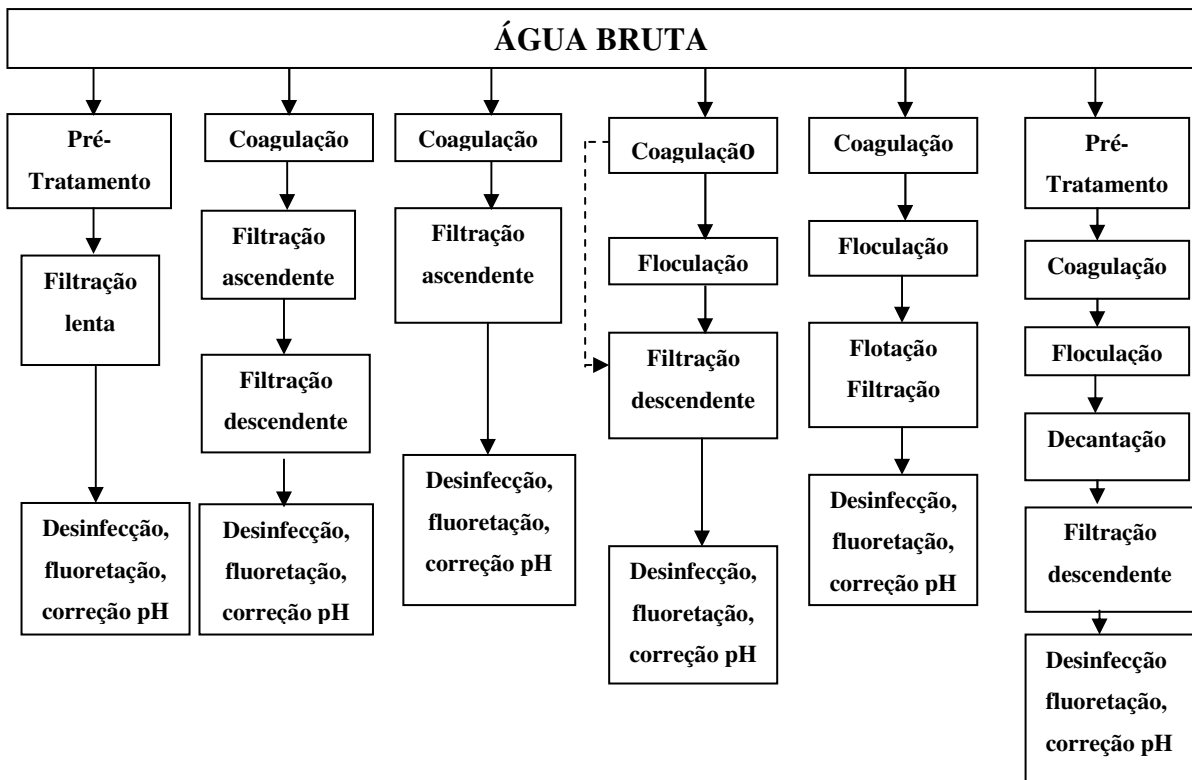 ÁGUA BRUTA
Pré-
Tratamento
Filtração
lenta
Desinfecção,
fluoretação,
correção pH
Coagulação
Filtração
ascendente
Filtração
descendente
Desinfecção,
fluoretação,
correção pH
Coagulação
Filtração
ascendente
Desinfecção,
fluoretação,
correção pH
Coagulação
Floculação
Filtração
descendente
Desinfecção,
fluoretação,
correção pH
Coagulação
Floculação
Flotação
Filtração
Desinfecção,
fluoretação,
correção pH
Pré-
Tratamento
Coagulação
Floculação
Decantação
Filtração
descendente
Desinfecção
fluoretação,
correção pH